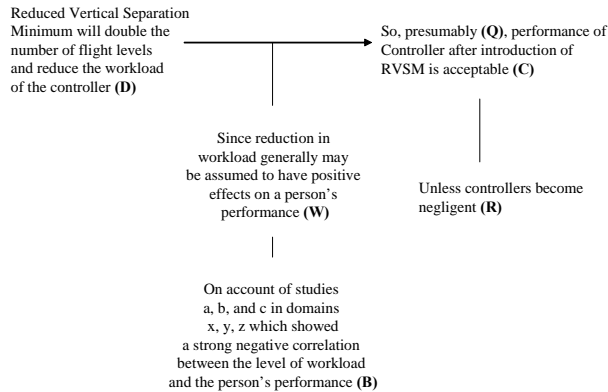 Reduced Vertical Separation
Minimum will double the
number of flight levels
and reduce the workload
of the controller (D)
So, presumably (Q), performance of
Controller after introduction of
RVSM is acceptable (C)
Since reduction in
workload generally may
be assumed to have positive
effects on a person's
performance (W)
Unless controllers become
negligent (R)
On account of studies
a, b, and c in domains
x, y, z which showed
a strong negative correlation
between the level of workload
and the person's performance (B)